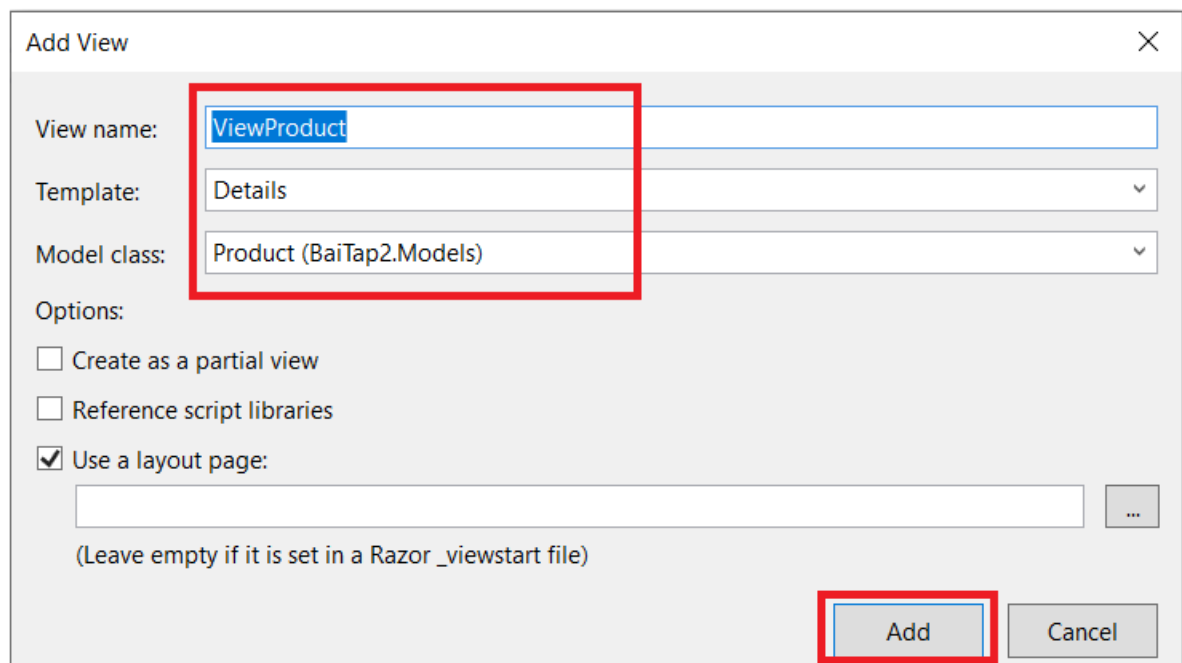 Add View
View name: ViewProduct
Template: Details
Model class: Product (BaiTap2.Models)
Options:
Create as a partial view
Reference script libraries
Use a layout page:
...
(Leave empty if it is set in a Razor _viewstart file)
Add Cancel